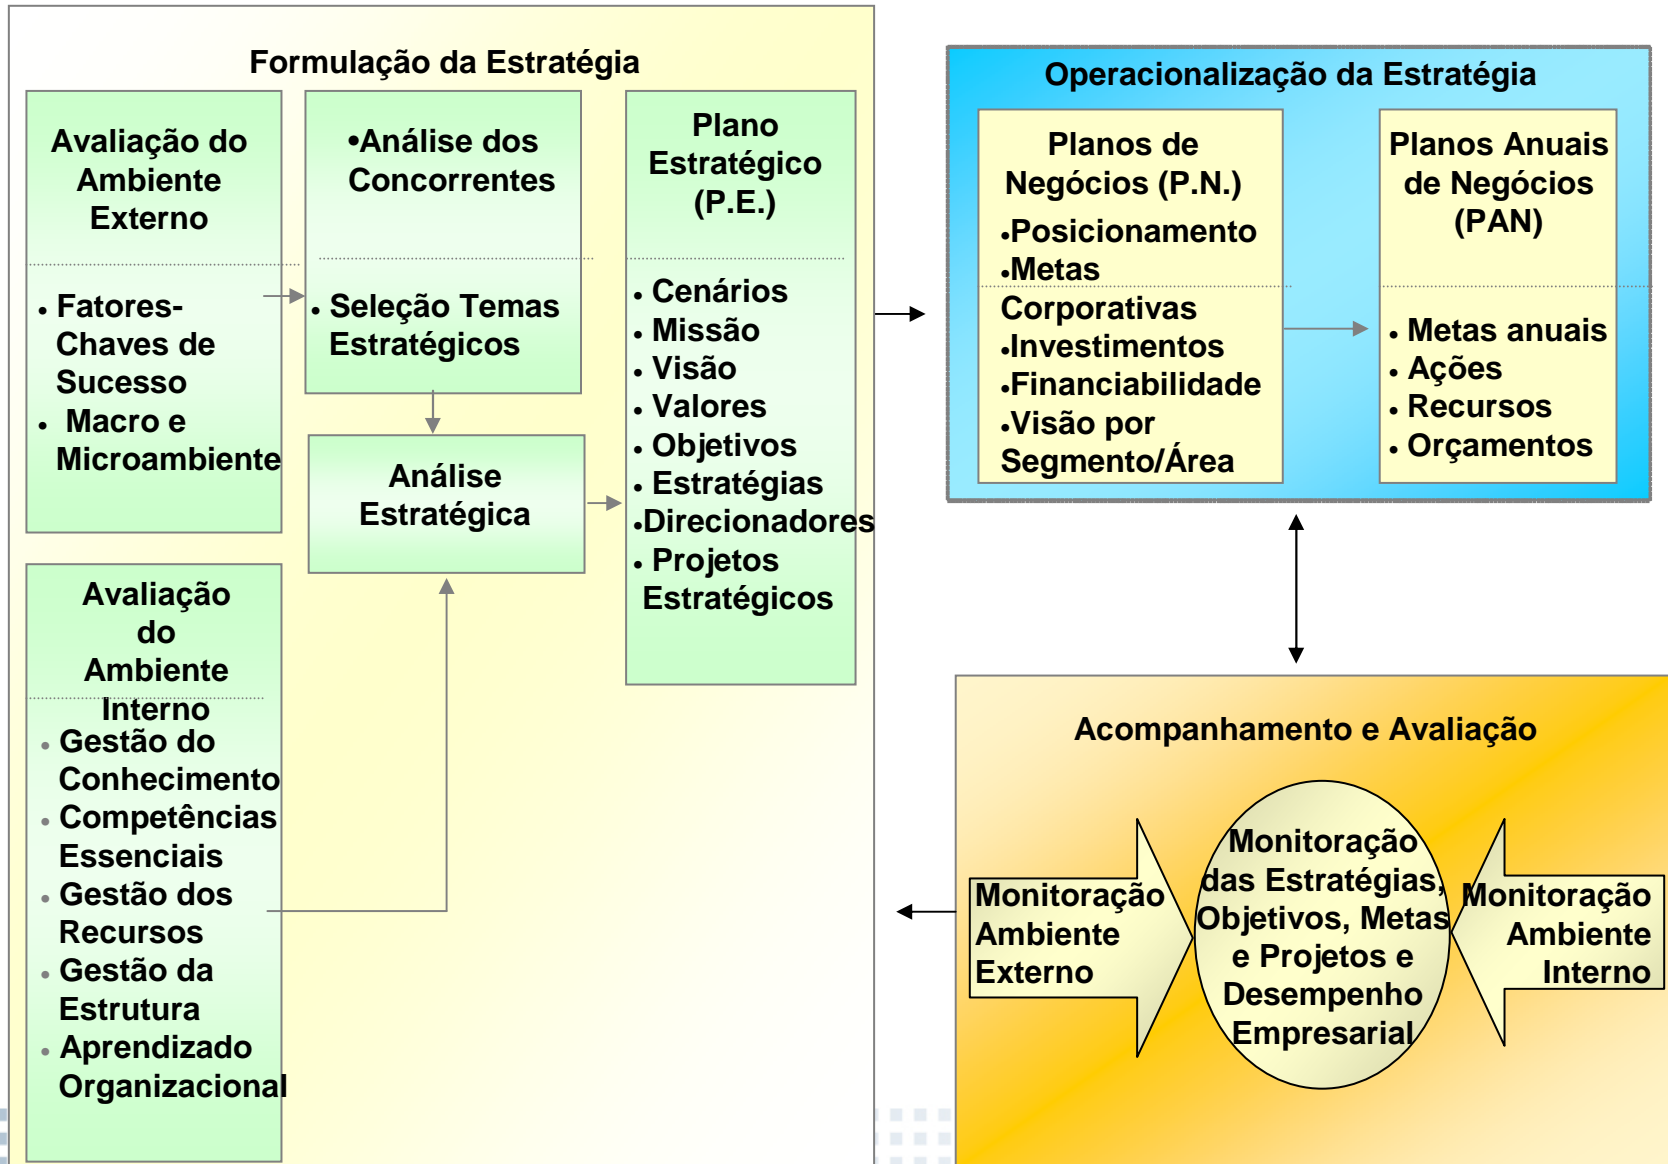 Formulação da Estratégia
Avaliação do
Ambiente
Externo
• Fatores-
Chaves de
Sucesso
• Macro e
Microambiente
•Análise dos
Concorrentes
• Seleção Temas
Estratégicos
Análise
Estratégica
Plano
Estratégico
(P.E.)
• Cenários
• Missão
• Visão
• Valores
• Objetivos
• Estratégias
•Direcionadores
• Projetos
Estratégicos
Avaliação
do
Ambiente
Interno
• Gestão do
Conhecimento
• Competências
Essenciais
• Gestão dos
Recursos
• Gestão da
Estrutura
• Aprendizado
Organizacional
Operacionalização da Estratégia
Planos de
Negócios (P.N.)
•Posicionamento
•Metas
Corporativas
•Investimentos
•Financiabilidade
•Visão por
Segmento/Área
Planos Anuais
de Negócios
(PAN)
• Metas anuais
• Ações
• Recursos
• Orçamentos
Acompanhamento e Avaliação
Monitoração
Ambiente
Externo
Monitoração
das Estratégias,
Objetivos, Metas
e Projetos e
Desempenho
Empresarial
Monitoração
Ambiente
Interno